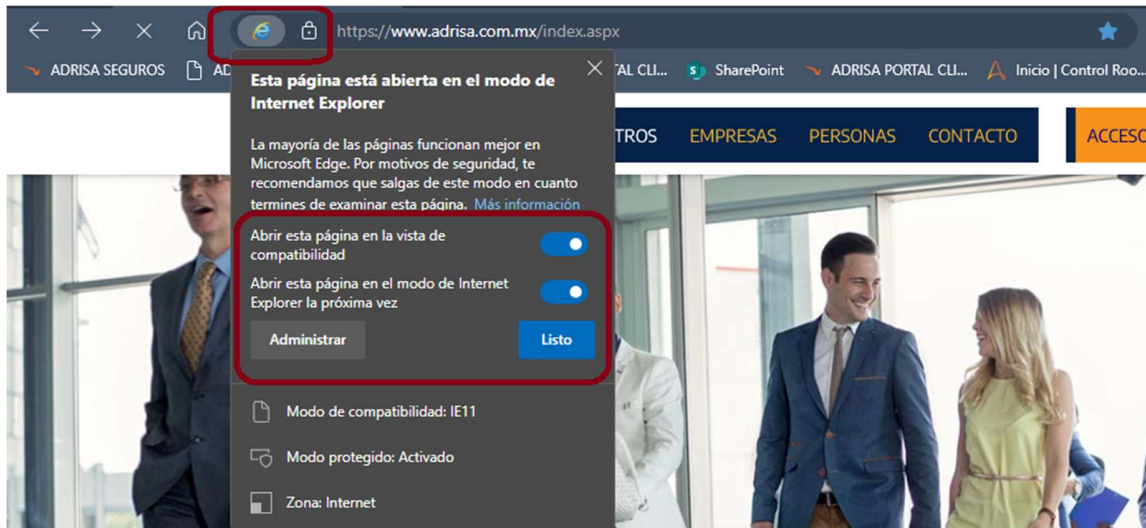 https://www.adrisa.com.mx/index.aspx
ADRISA SEGUROS
AD
TAL CLI...
SharePoint
ADRISA PORTAL CLI...
Inicio | Control Roo...
Esta página está abierta en el modo de
Internet Explorer
La mayoría de las páginas funcionan mejor en
Microsoft Edge. Por motivos de seguridad, te
recomendamos que salgas de este modo en cuanto
termines de examinar esta página. Más información
Abrir esta página en la vista de
compatibilidad
Abrir esta página en el modo de Internet
Explorer la próxima vez
Administrar
Listo
Modo de compatibilidad: IE11
Modo protegido: Activado
Zona: Internet
TROS
EMPRESAS
PERSONAS
CONTACTO
ACCESO